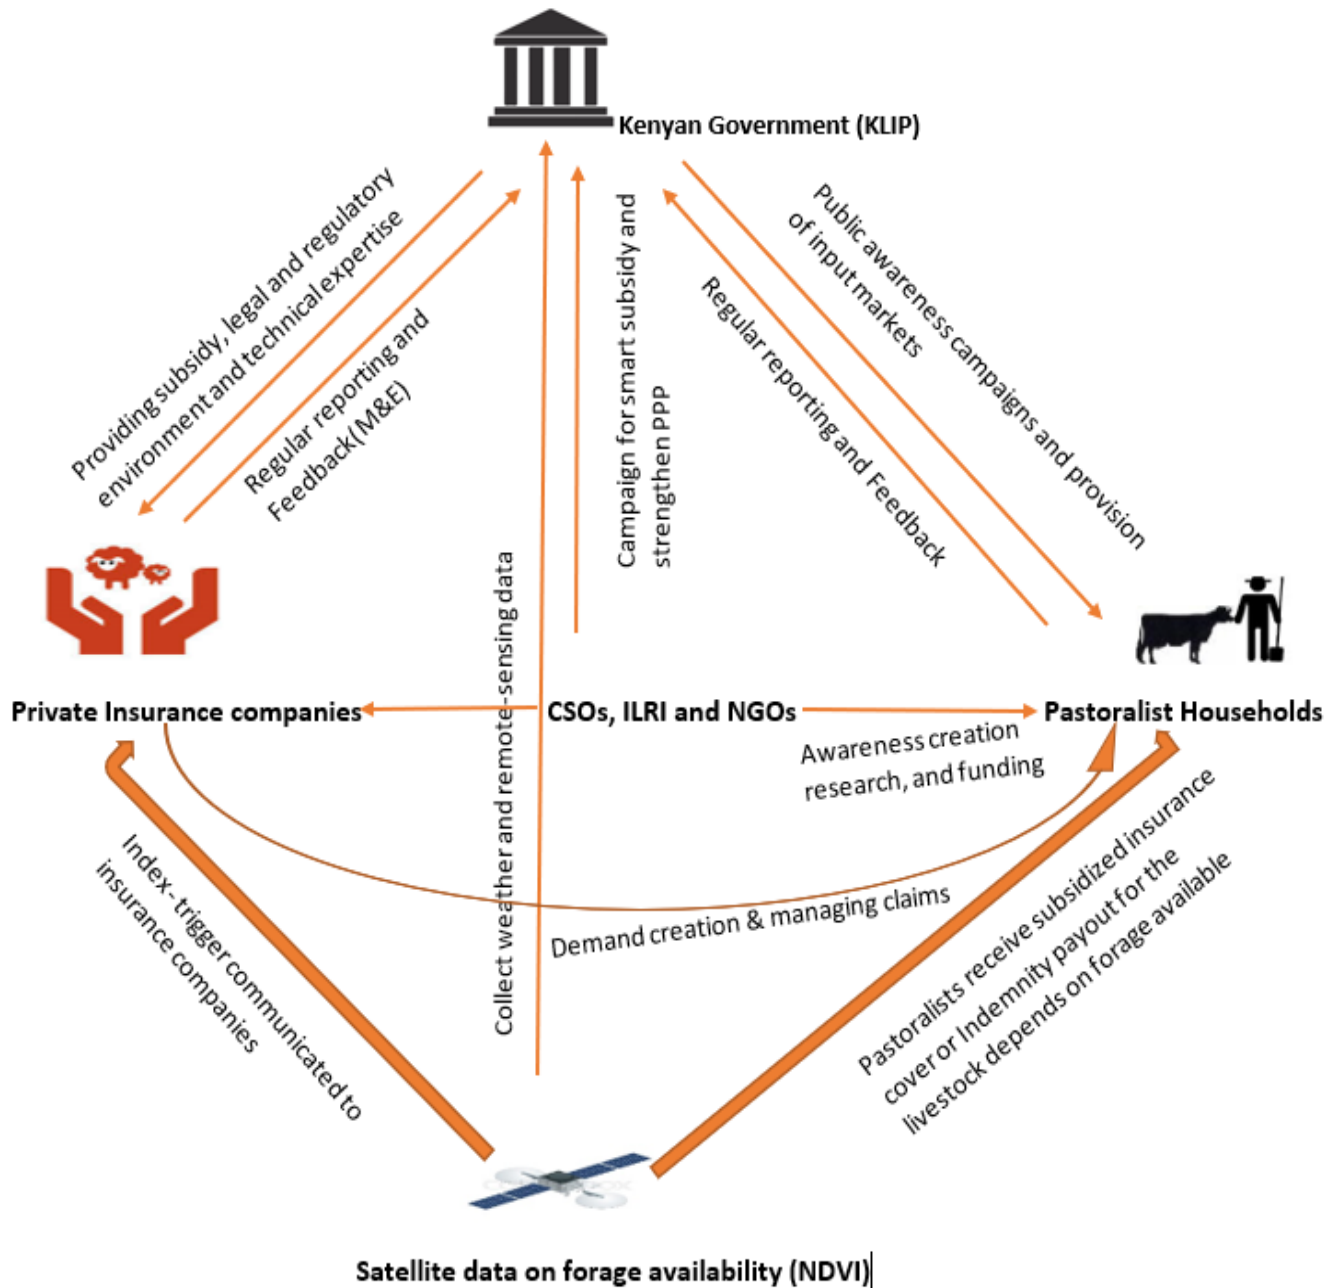 Kenyan Government (KLIP)
Providing subsidy, legal and regulatory
environment and technical expertise
Regular reporting and
Feedback(M&E)
Campaign for smart subsidy and
strengthen PPP
Public awareness campaigns and provision
of input markets
Regular reporting and Feedback
Collect weather and remote-sensing data
Private Insurance companies
CSOs, ILRI and NGOs
Pastoralist Households
Awareness creation
research, and funding
Index- trigger communicated to
insurance companies
Demand creation & managing claims
Pastoralists receive subsidized insurance
cover or Indemnity payout for the
livestock depends on forage available
Satellite data on forage availability (NDVI)